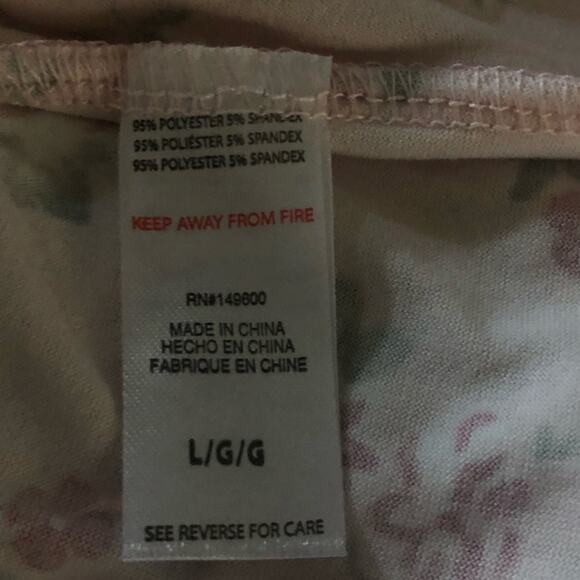 95% POLYESTER 5% SPANDEX
95% POLIÉSTER 5% SPANDEX
95% POLYESTER 5% SPANDEX
KEEP AWAY FROM FIRE
RN#149600
MADE IN CHINA
HECHO EN CHINA
FABRIQUE EN CHINE
L/G/G
SEE REVERSE FOR CARE